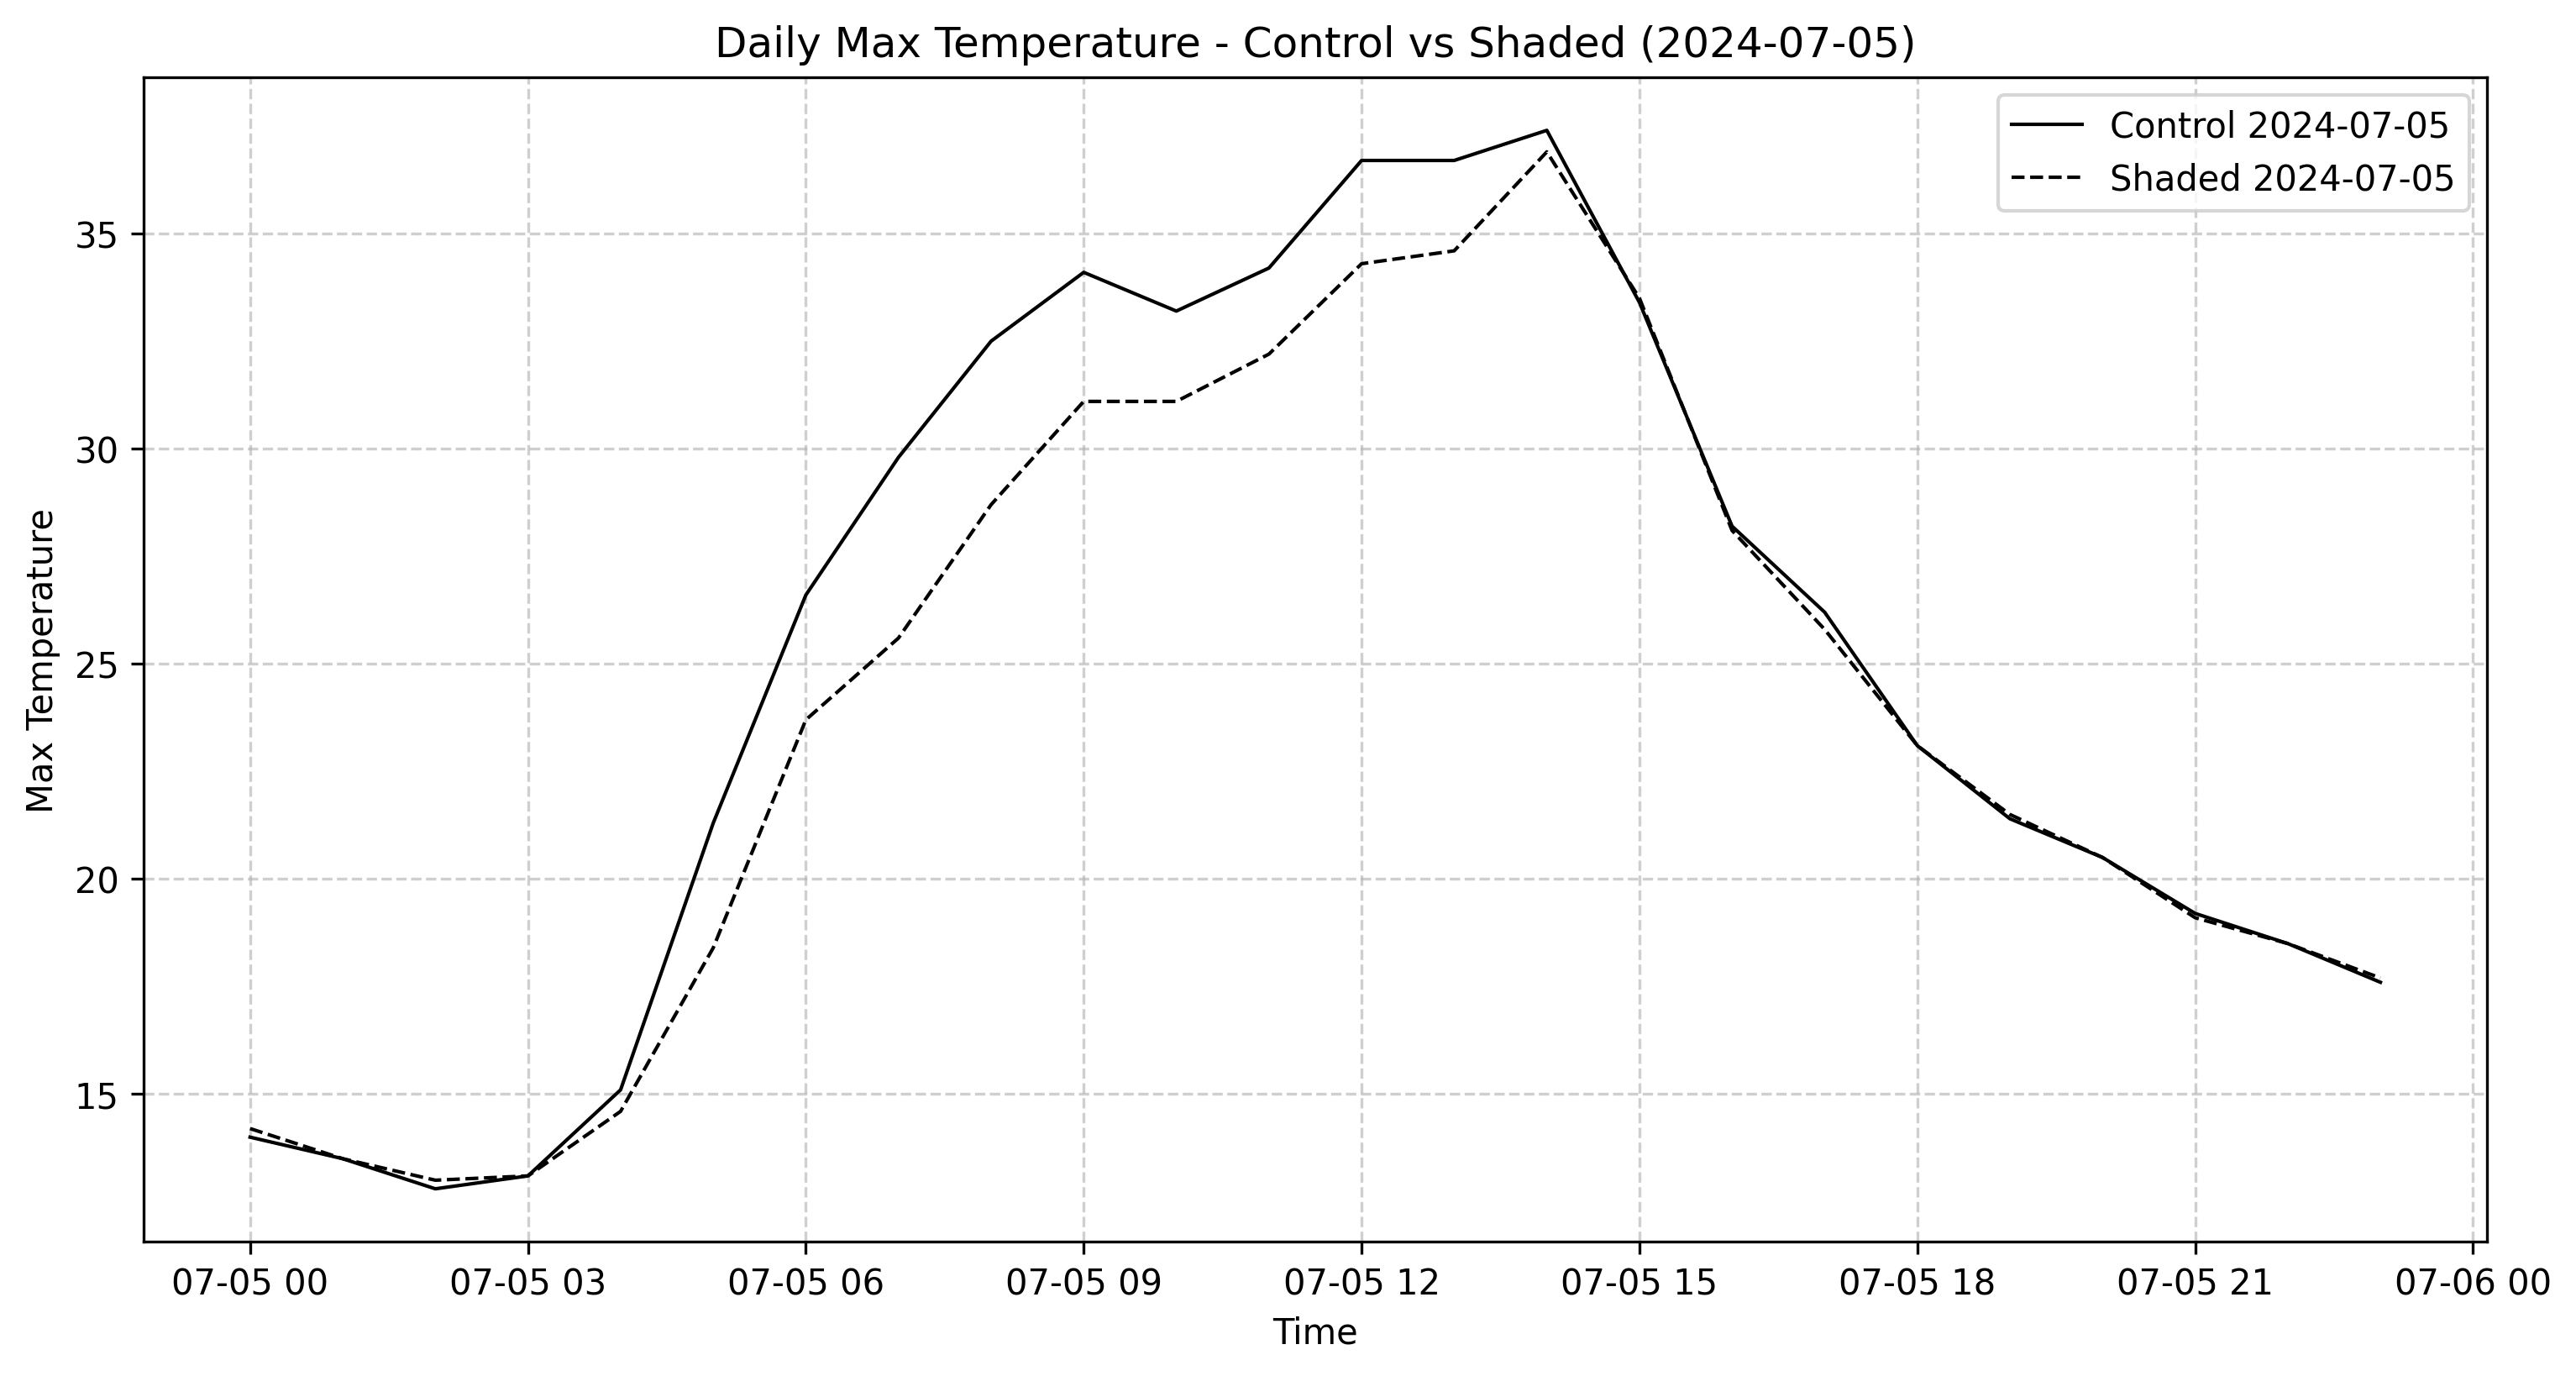 Daily Max Temperature - Control vs Shaded (2024-07-05)
Control 2024-07-05
Shaded 2024-07-05
Max Temperature
35
30
25
20
15
07-05 00 07-05 03 07-05 06 07-05 09 07-05 12 07-05 15 07-05 18 07-05 21 07-06 00
Time